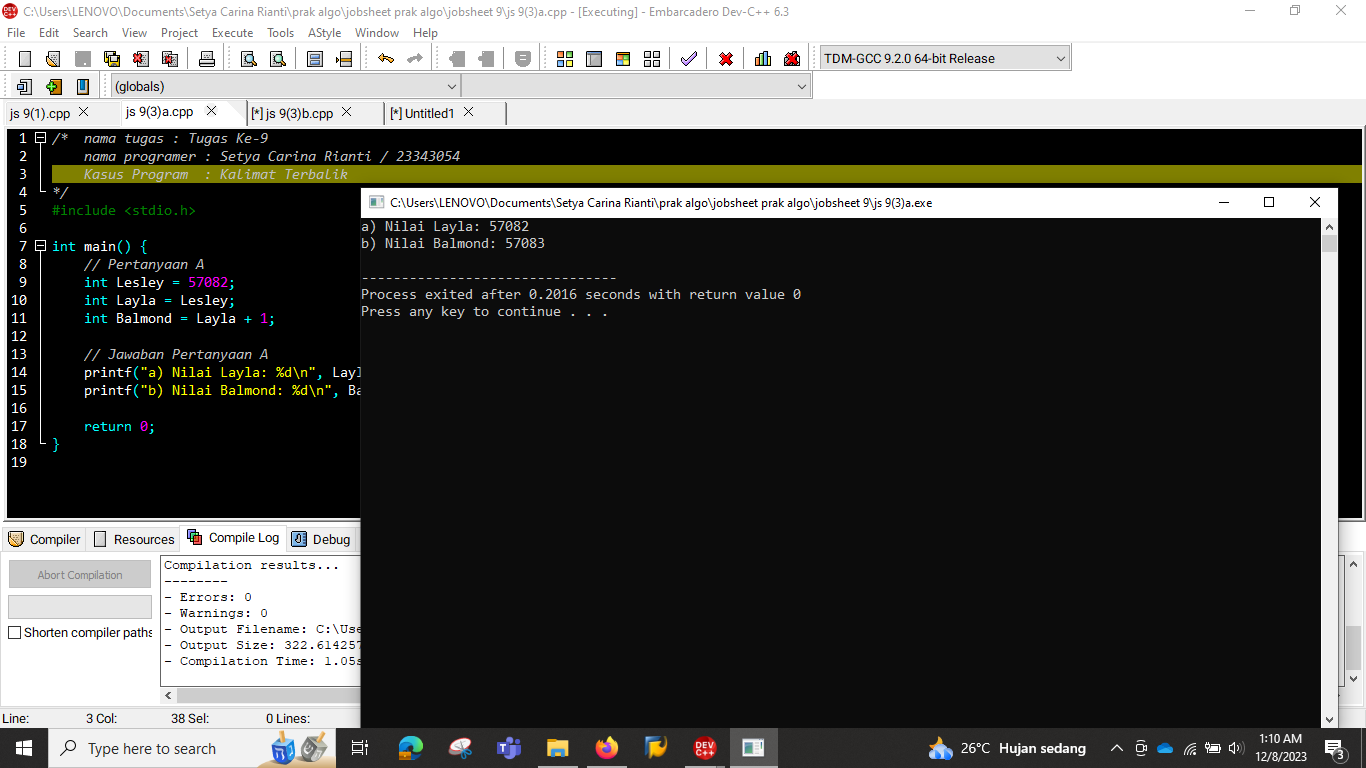 C:\Users\LENOVO\Documents\Setya Carina Rianti\prak algo\jobsheet prak algo\jobsheet 9\js 9(3)a.cpp - [Executing] - Embarcadero Dev-C++ 6.3
File Edit Search View Project Execute Tools AStyle Window Help
TDM-GCC 9.2.0 64-bit Release
(globals)
js 9(1).cpp js 9(3)a.cpp [*] js 9(3)b.cpp [*] Untitled1
1 /* nama tugas : Tugas Ke-9
2 nama programer : Setya Carina Rianti / 23343054
3 Kasus Program : Kalimat Terbalik
4 */
5 #include <stdio.h>
6
7 int main() {
8 // Pertanyaan A
9 int Lesley = 57082;
10 int Layla = Lesley;
11 int Balmond = Layla + 1;
12
13 // Jawaban Pertanyaan A
14 printf("a) Nilai Layla: %d\n", Layl
15 printf("b) Nilai Balmond: %d\n", Ba
16
17 return 0;
18 }
19
C:\Users\LENOVO\Documents\Setya Carina Rianti\prak algo\jobsheet prak algo\jobsheet 9\js 9(3)a.exe
a) Nilai Layla: 57082
b) Nilai Balmond: 57083
--------------------------------
Process exited after 0.2016 seconds with return value 0
Press any key to continue . . .
Compiler Resources Compile Log Debug
Abort Compilation
Shorten compiler paths
Compilation results...
--------
- Errors: 0
- Warnings: 0
- Output Filename: C:\Use
- Output Size: 322.614257
- Compilation Time: 1.05s
Line: 3 Col: 38 Sel: 0 Lines:
Type here to search
DEV C++
26°C Hujan sedang
1:10 AM
12/8/2023
3